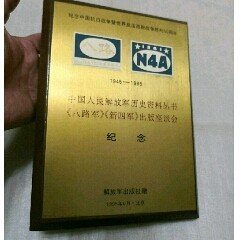 纪念中国抗日战争暨世界反法西斯战争胜利50周年
八路
N4A
1945—1995
中国人民解放军历史资料丛书
《八路军》《新四军》出版座谈会
纪念
解放军出版社赠